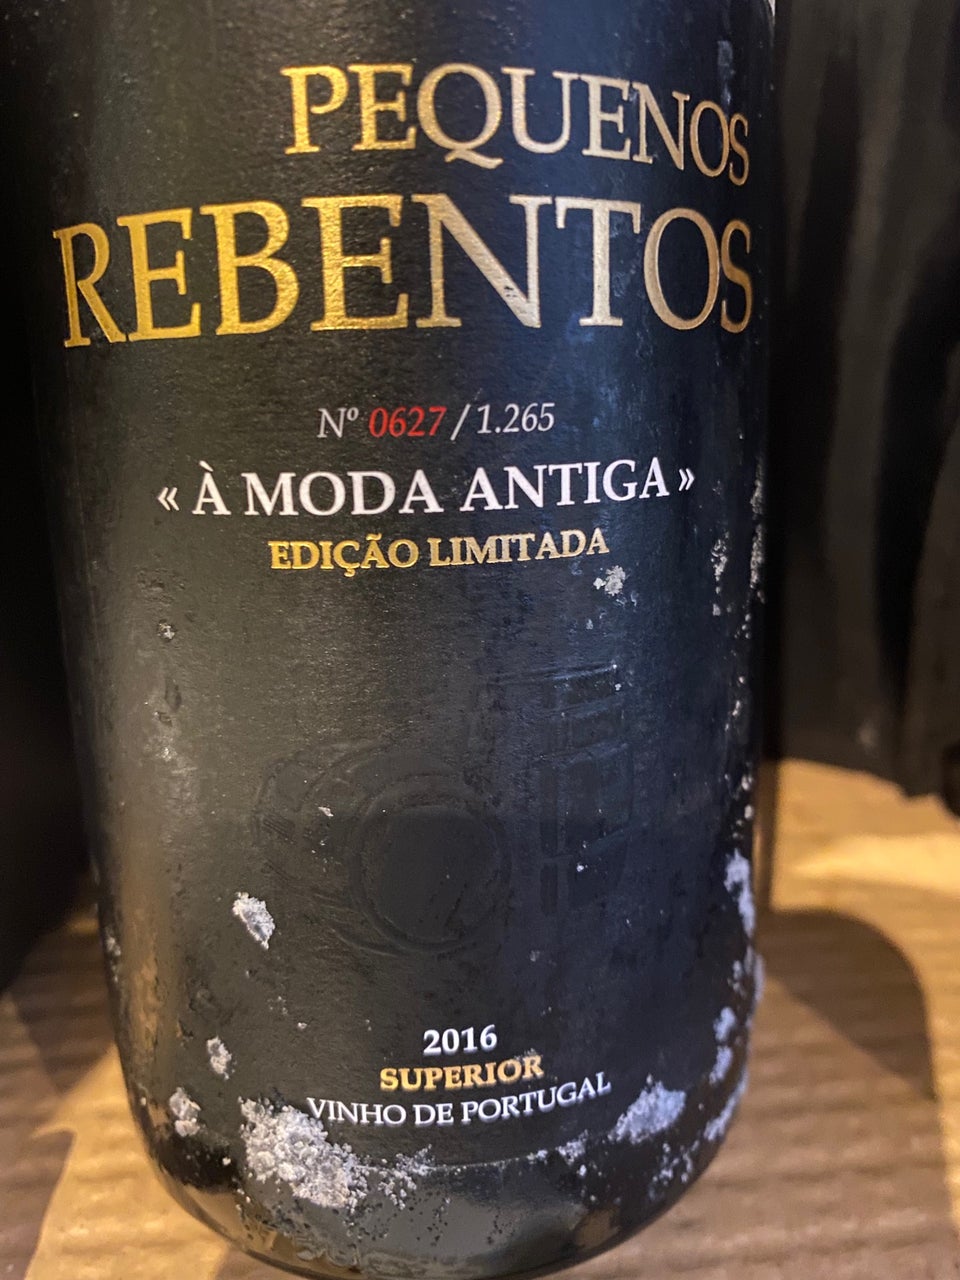 PEQUENOS
REBENTOS
Nº 0627 / 1.265
« À MODA ANTIGA »
EDIÇÃO LIMITADA
2016
SUPERIOR
VINHO DE PORTUGAL